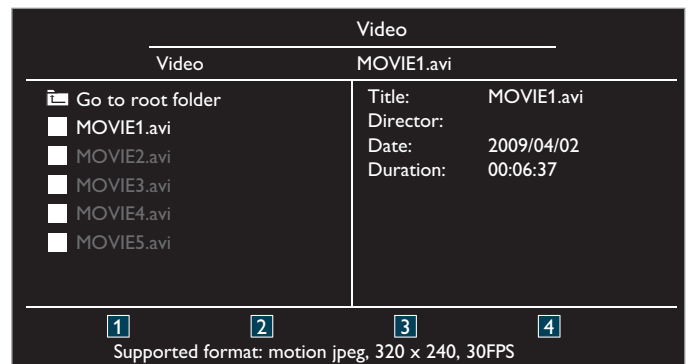 Video
Video
MOVIE1.avi
Go to root folder
MOVIE1.avi
MOVIE2.avi
MOVIE3.avi
MOVIE4.avi
MOVIE5.avi
Title: MOVIE1.avi
Director:
Date: 2009/04/02
Duration: 00:06:37
1 2 3 4
Supported format: motion jpeg, 320 x 240, 30FPS